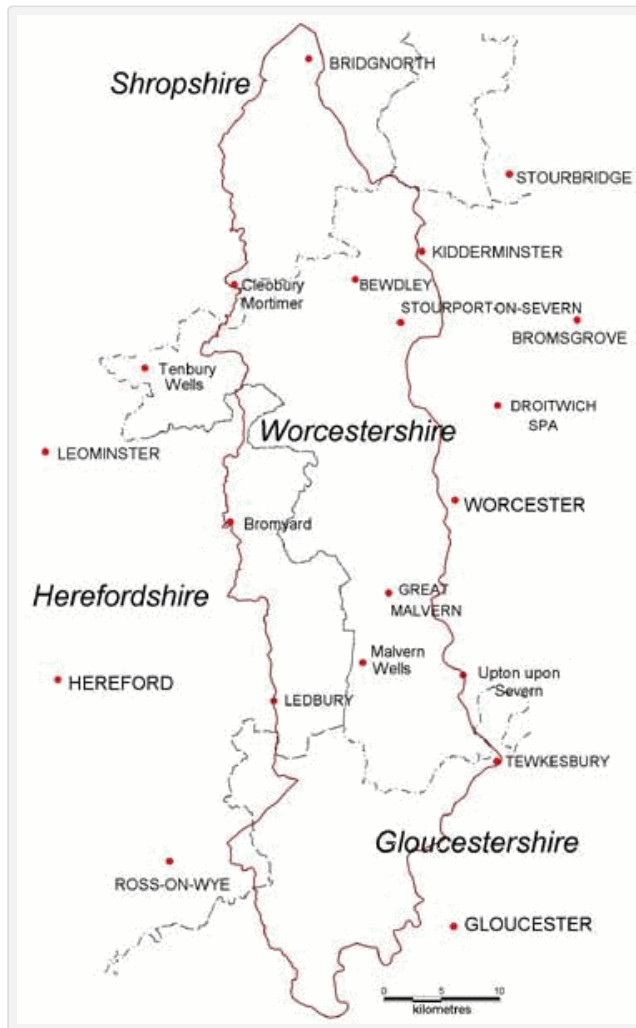 Shropshire
BRIDGNORTH
STOURBRIDGE
KIDDERMINSTER
BEWDLEY
Cleobury
Mortimer
STOURPORT-ON-SEVERN
BROMSGROVE
Tenbury
Wells
DROITWICH
SPA
Worcestershire
LEOMINSTER
WORCESTER
Bromyard
Herefordshire
GREAT
MALVERN
Malvern
Wells
Upton upon
Severn
HEREFORD
LEDBURY
TEWKESBURY
Gloucestershire
ROSS-ON-WYE
GLOUCESTER
0 5 10
kilometres